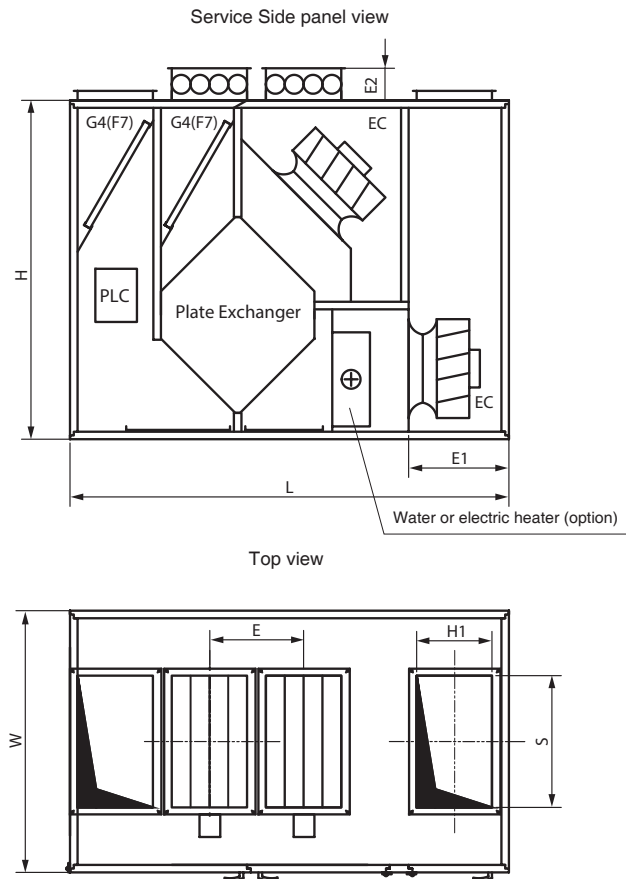 Service Side panel view
E2
G4(F7)
G4(F7)
EC
H
PLC
Plate Exchanger
EC
E1
L
Water or electric heater (option)
Top view
E
H1
W
S